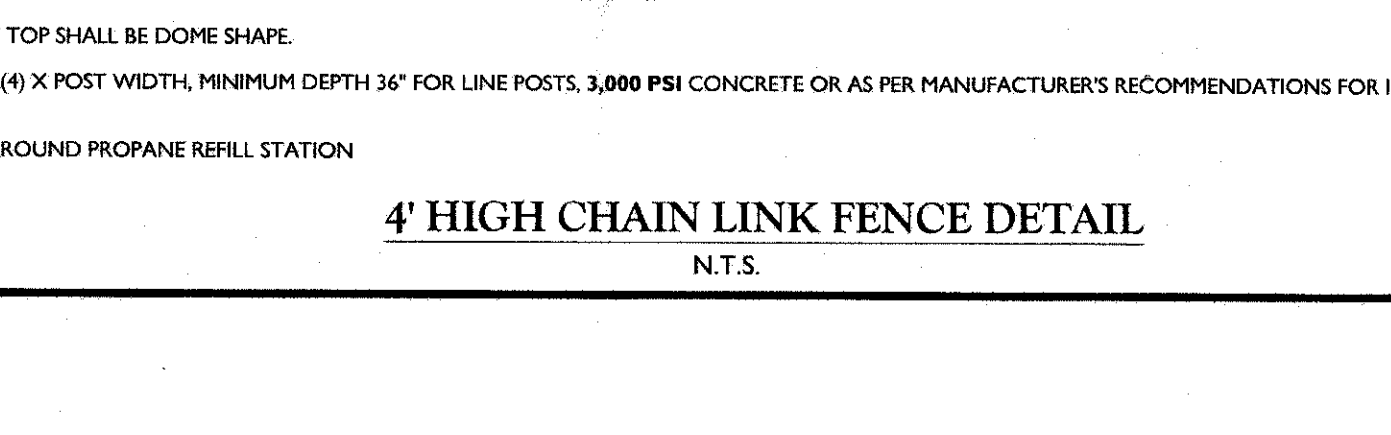 TOP SHALL BE DOME SHAPE.
(4) X POST WIDTH, MINIMUM DEPTH 36" FOR LINE POSTS, 3,000 PSI CONCRETE OR AS PER MANUFACTURER'S RECOMMENDATIONS FOR
ROUND PROPANE REFILL STATION
4' HIGH CHAIN LINK FENCE DETAIL
N.T.S.